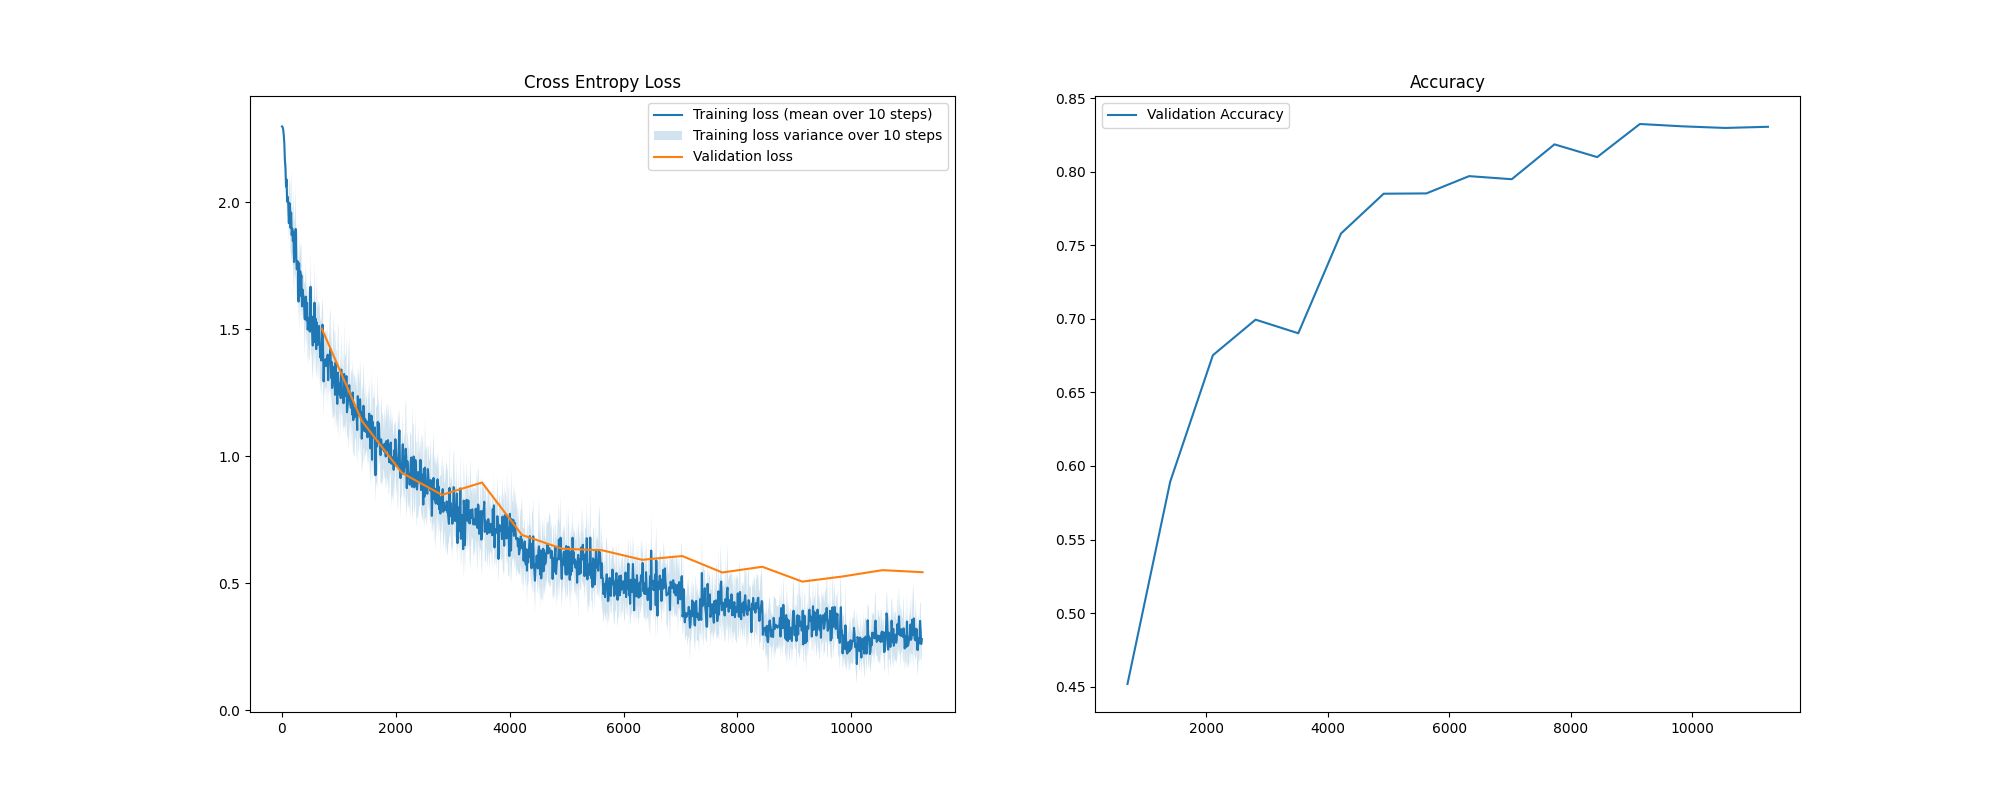 Cross Entropy Loss
Training loss (mean over 10 steps)
Training loss variance over 10 steps
Validation loss
2.0
1.5
1.0
0.5
0.0
0 2000 4000 6000 8000 10000
Accuracy
Validation Accuracy
0.85
0.80
0.75
0.70
0.65
0.60
0.55
0.50
0.45
2000 4000 6000 8000 10000